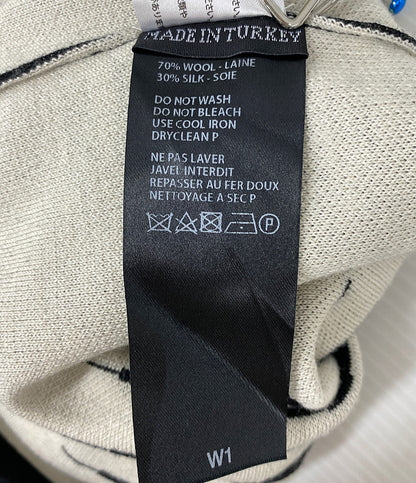 MADE IN TURKEY
70% WOOL - LAINE
30% SILK - SOIE
DO NOT WASH
DO NOT BLEACH
USE COOL IRON
DRYCLEAN P
NE PAS LAVER
JAVEL INTERDIT
REPASSER AU FER DOUX
NETTOYAGE A SEC P
P
W1